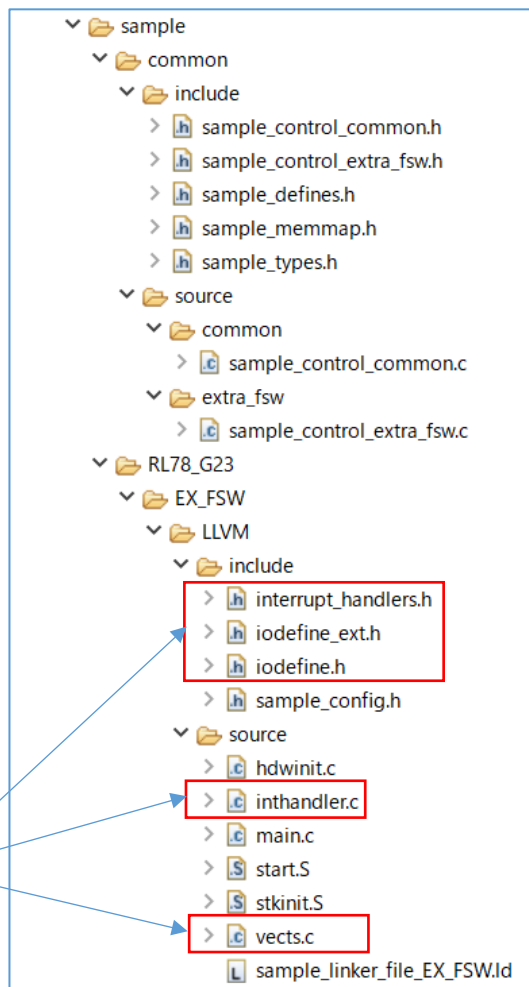 sample
common
include
sample_control_common.h
sample_control_extra_fsw.h
sample_defines.h
sample_memmap.h
sample_types.h
source
common
sample_control_common.c
extra_fsw
sample_control_extra_fsw.c
RL78_G23
EX_FSW
LLVM
include
interrupt_handlers.h
iodefine_ext.h
iodefine.h
sample_config.h
source
hdwinit.c
inthandler.c
main.c
start.S
stkinit.S
vects.c
sample_linker_file_EX_FSW.ld